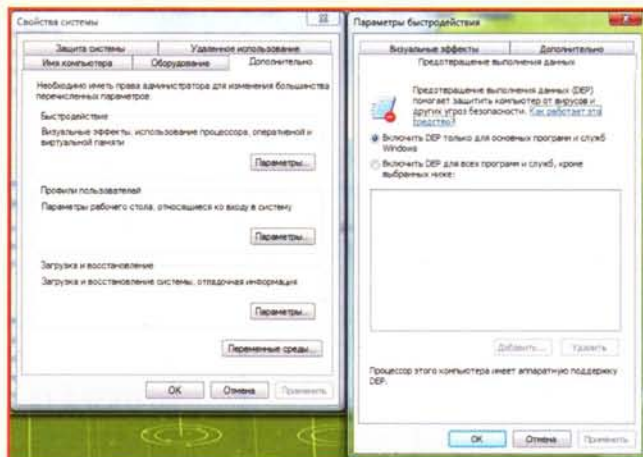 Свойства системы
Защита системы
Удаленное использование
Имя компьютера
Оборудование
Дополнительно
Необходимо иметь права администратора для изменения большинства
перечисленных параметров:
Быстродействие
Визуальные эффекты, использование процессора, оперативной и
виртуальной памяти
Параметры...
Профили пользователей
Параметры рабочего стола, относящиеся ко входу в систему
Параметры...
Загрузка и восстановление
Загрузка и восстановление системы, отладочная информация
Параметры...
Переменные среды...
ОК
Отмена
Применить
Параметры быстродействия
Визуальные эффекты
Дополнительно
Предотвращение выполнения данных
Предотвращение выполнения данных (DEP)
помогает защитить компьютер от вирусов и
других угроз безопасности. Как работает это
средство?
Включить DEP только для основных программ и служб
Windows
Включить DEP для всех программ и служб, кроме
выбранных ниже:
Добавить...
Удалить
Процессор этого компьютера имеет аппаратную поддержку
DEP.
ОК
Отмена
Применить